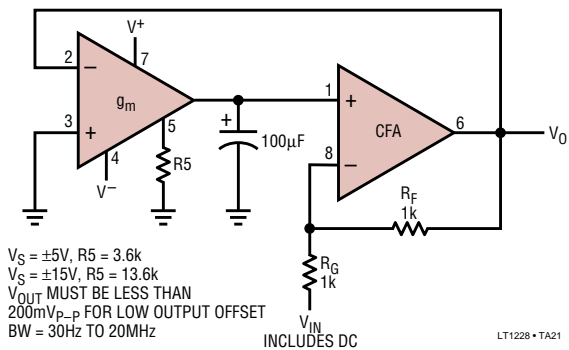 V+
2
7
−
gm
3
+
5
4
V−
R5
+
100µF
1
+
CFA
6
VO
8
−
RF
1k
RG
1k
VIN
INCLUDES DC
VS = ±5V, R5 = 3.6k
VS = ±15V, R5 = 13.6k
VOUT MUST BE LESS THAN
200mVP–P FOR LOW OUTPUT OFFSET
BW = 30Hz TO 20MHz
LT1228 • TA21